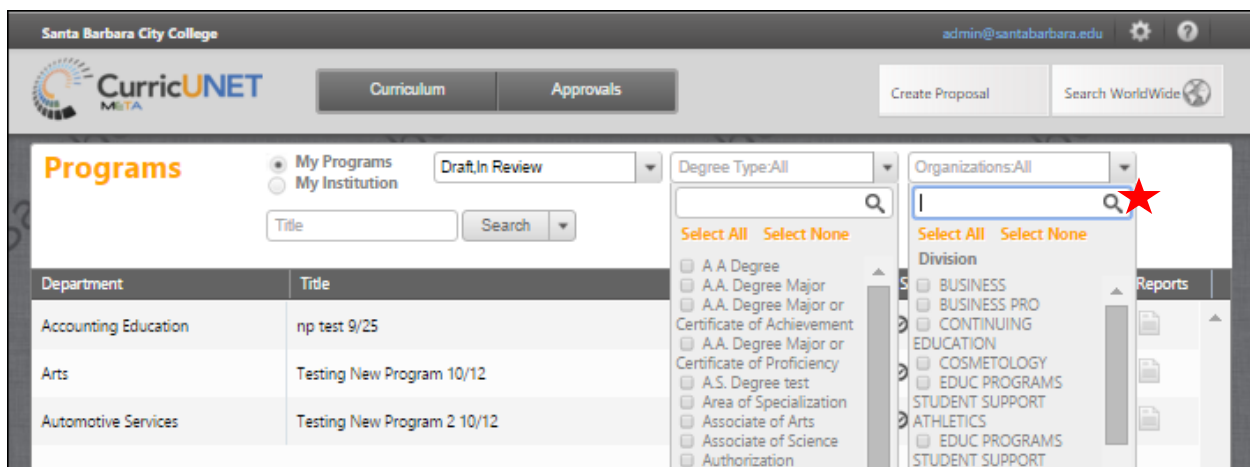 Santa Barbara City College
admin@santabarbara.edu
CurricUNET
META
Curriculum
Approvals
Create Proposal
Search WorldWide
Programs
My Programs
My Institution
Draft,In Review
Degree Type:All
Organizations:All
Title
Search
Select All Select None
A A Degree
A.A. Degree Major
A.A. Degree Major or
Certificate of Achievement
A.A. Degree Major or
Certificate of Proficiency
A.S. Degree test
Area of Specialization
Associate of Arts
Associate of Science
Authorization
Select All Select None
Division
BUSINESS
BUSINESS PRO
CONTINUING
EDUCATION
COSMETOLOGY
EDUC PROGRAMS
STUDENT SUPPORT
ATHLETICS
EDUC PROGRAMS
STUDENT SUPPORT
Department Title Reports
Accounting Education np test 9/25
Arts Testing New Program 10/12
Automotive Services Testing New Program 2 10/12